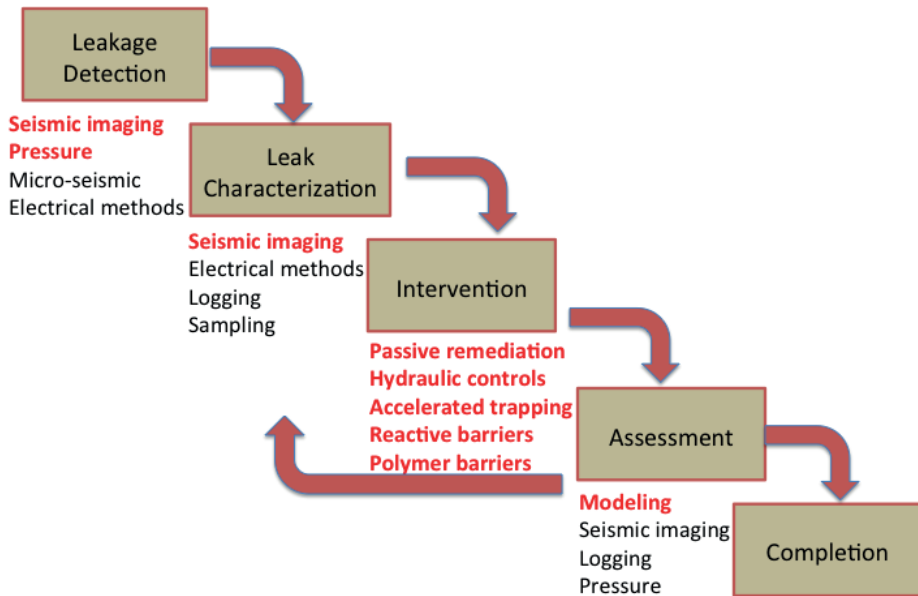 Leakage
Detection
Seismic imaging
Pressure
Micro-seismic
Electrical methods
Leak
Characterization
Seismic imaging
Electrical methods
Logging
Sampling
Intervention
Passive remediation
Hydraulic controls
Accelerated trapping
Reactive barriers
Polymer barriers
Assessment
Modeling
Seismic imaging
Logging
Pressure
Completion